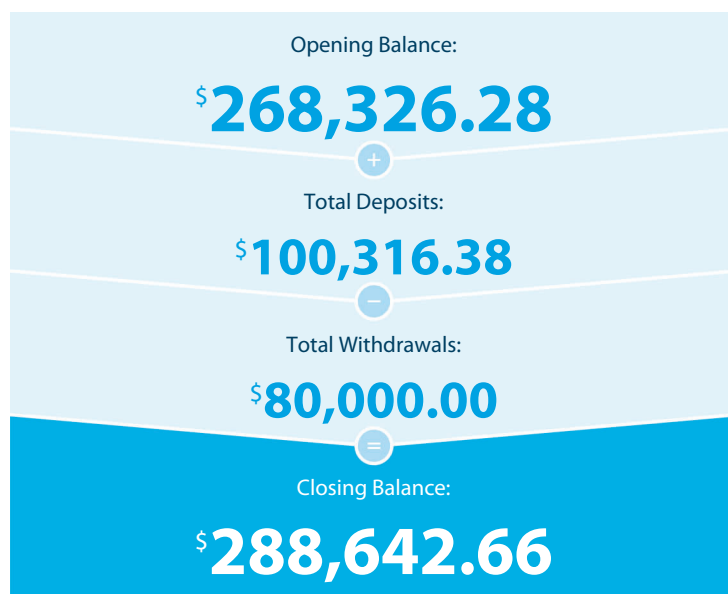 Opening Balance:
$268,326.28
+
Total Deposits:
$100,316.38
−
Total Withdrawals:
$80,000.00
=
Closing Balance:
$288,642.66